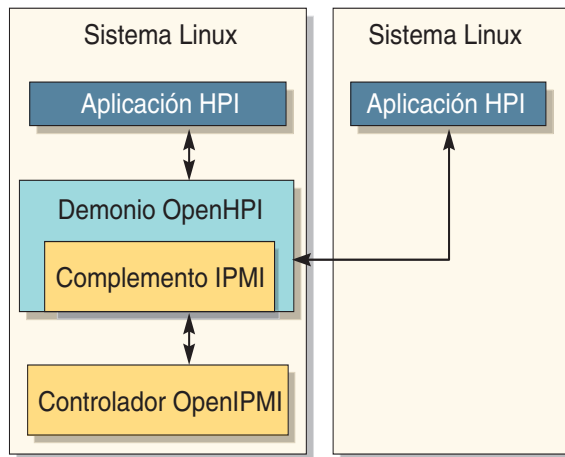 Sistema Linux
Aplicación HPI
Demonio OpenHPI
Complemento IPMI
Controlador OpenIPMI
Sistema Linux
Aplicación HPI